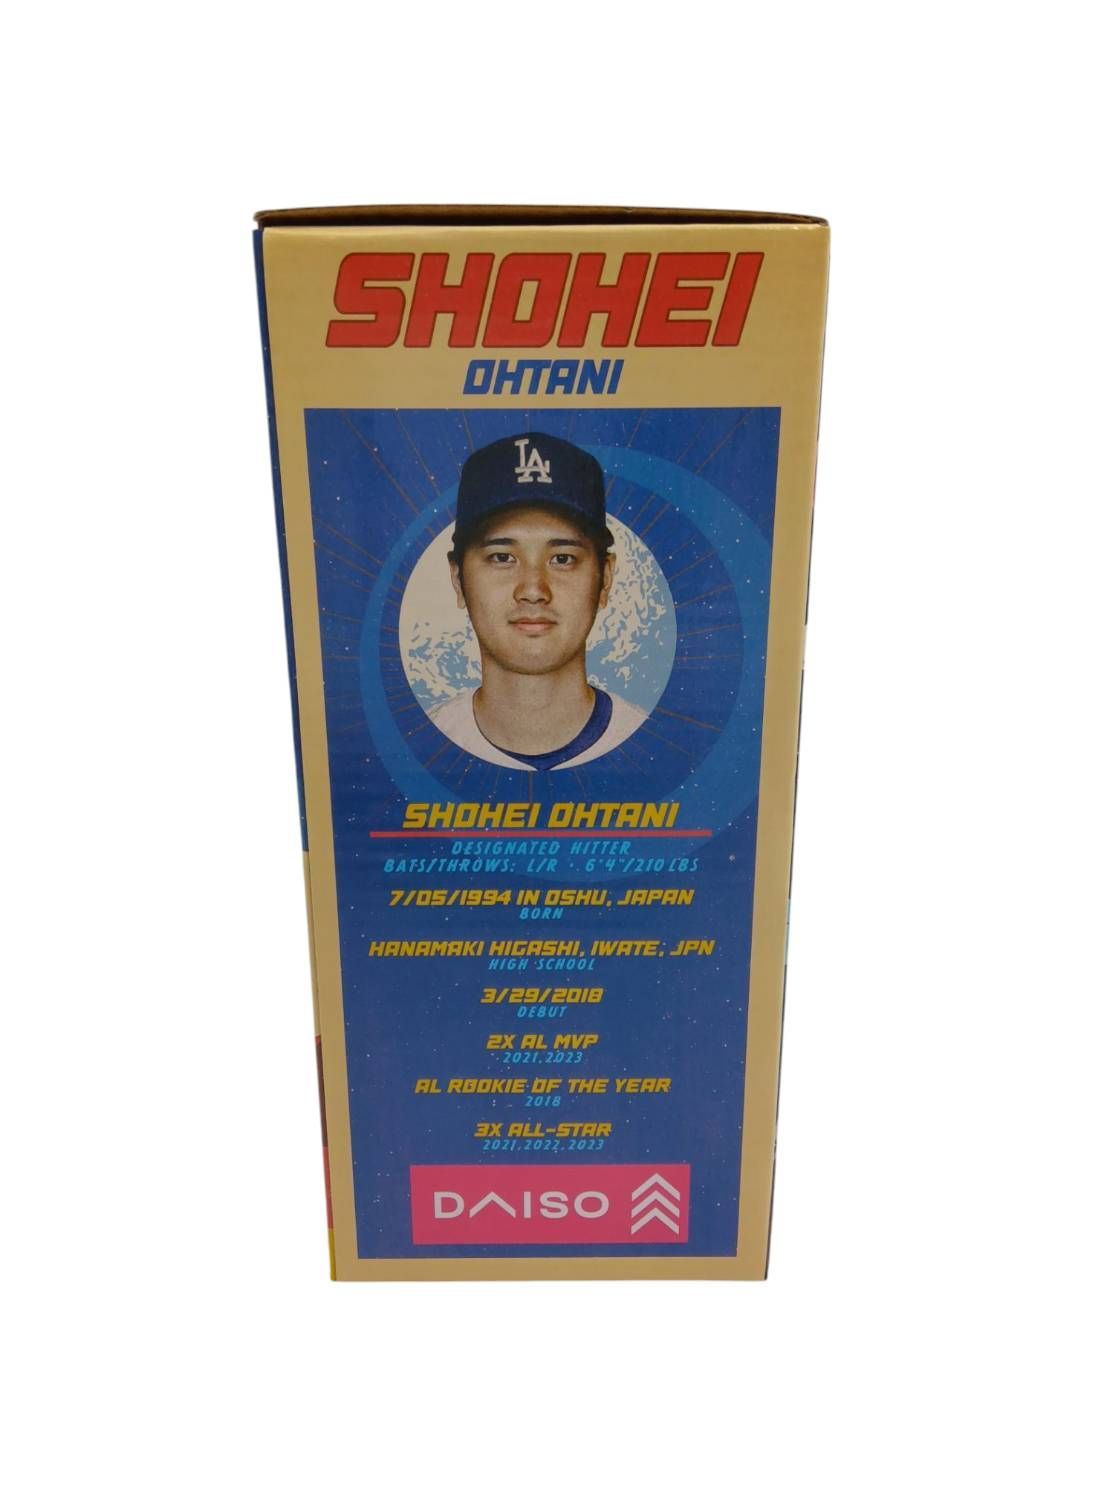 SHOHEI
OHTANI
LA
SHOHEI OHTANI
DESIGNATED HITTER
BATS/THROWS: L/R · 6'4"/210 LBS
7/05/1994 IN OSHU, JAPAN
BORN
HANAMAKI HIGASHI, IWATE, JPN
HIGH SCHOOL
3/29/2018
DEBUT
2X AL MVP
2021,2023
AL ROOKIE OF THE YEAR
2018
3X ALL-STAR
2021,2022,2023
DAISO